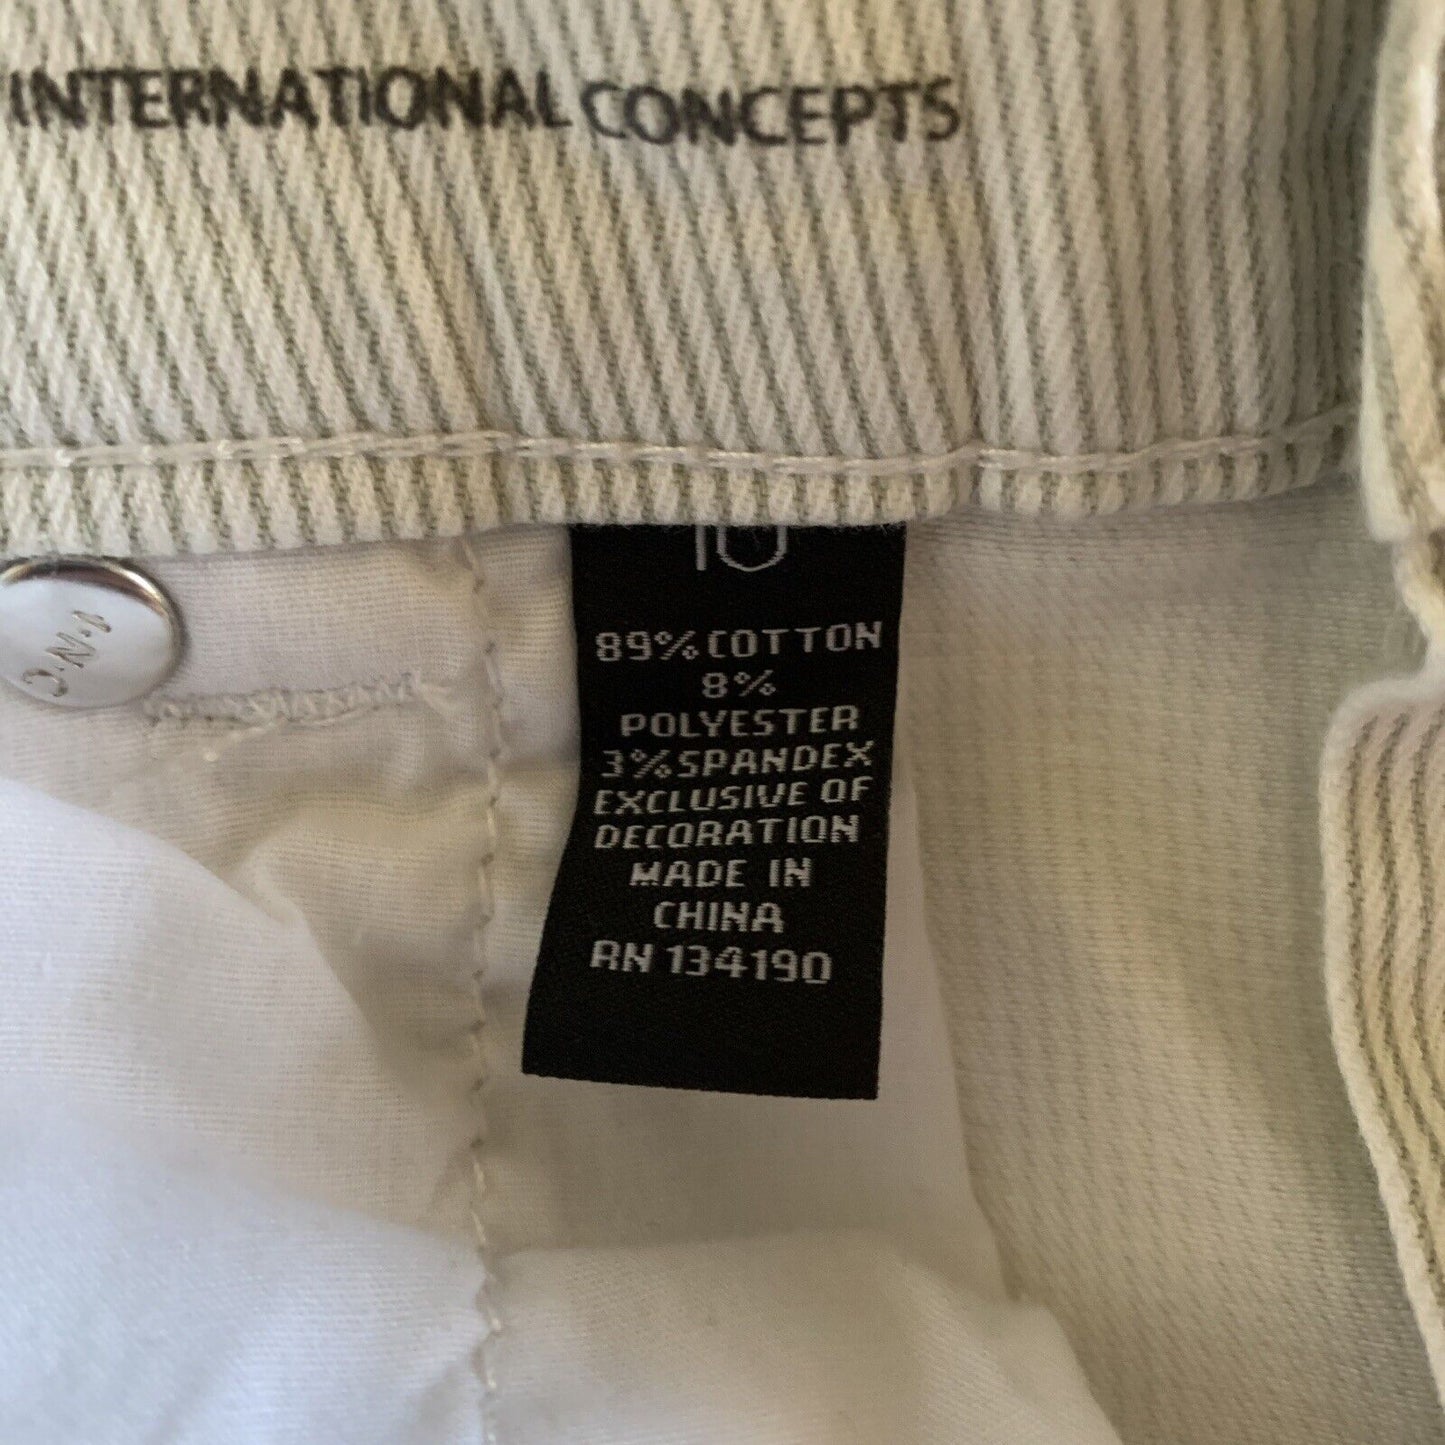 INTERNATIONAL CONCEPTS
10
I·N·C
89% COTTON
8%
POLYESTER
3% SPANDEX
EXCLUSIVE OF
DECORATION
MADE IN
CHINA
RN 134190